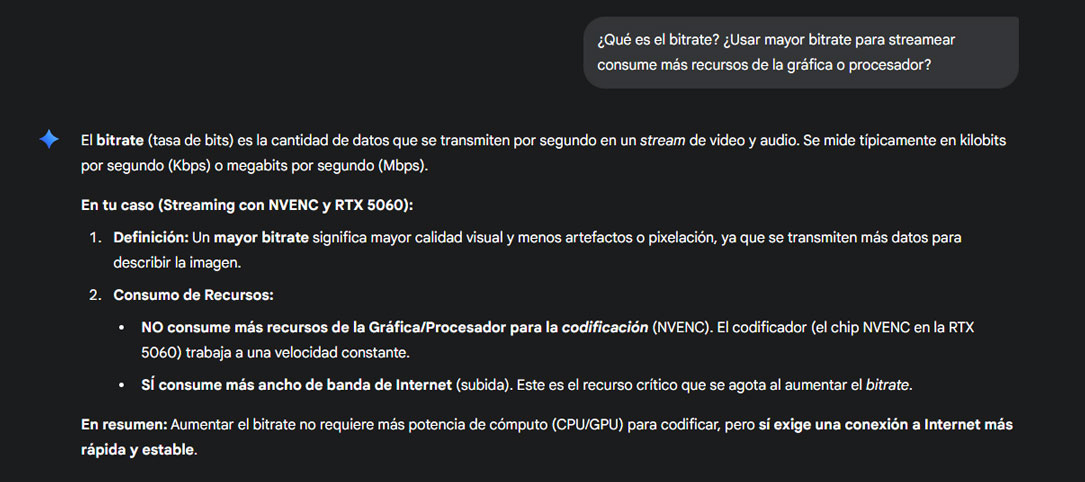 ¿Qué es el bitrate? ¿Usar mayor bitrate para streamear
consume más recursos de la gráfica o procesador?
El bitrate (tasa de bits) es la cantidad de datos que se transmiten por segundo en un stream de video y audio. Se mide típicamente en kilobits
por segundo (Kbps) o megabits por segundo (Mbps).
En tu caso (Streaming con NVENC y RTX 5060):
1. Definición: Un mayor bitrate significa mayor calidad visual y menos artefactos o pixelación, ya que se transmiten más datos para
describir la imagen.
2. Consumo de Recursos:
• NO consume más recursos de la Gráfica/Procesador para la codificación (NVENC). El codificador (el chip NVENC en la RTX
5060) trabaja a una velocidad constante.
• SÍ consume más ancho de banda de Internet (subida). Este es el recurso crítico que se agota al aumentar el bitrate.
En resumen: Aumentar el bitrate no requiere más potencia de cómputo (CPU/GPU) para codificar, pero sí exige una conexión a Internet más
rápida y estable.